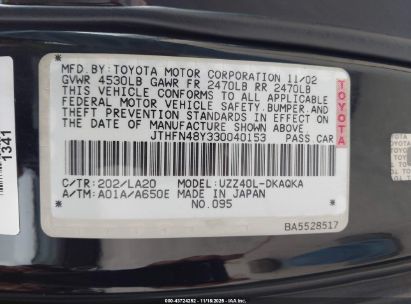 MFD. BY: TOYOTA MOTOR CORPORATION 11/02
GVWR 4530LB GAWR FR 2470LB RR 2470LB
THIS VEHICLE CONFORMS TO ALL APPLICABLE
FEDERAL MOTOR VEHICLE SAFETY, BUMPER, AND
THEFT PREVENTION STANDARDS IN EFFECT ON
THE DATE OF MANUFACTURE SHOWN ABOVE.
JTHFN48Y330040153 PASS CAR
TOYOTA
C/TR: 202/LA20 MODEL: UZZ40L-DKAQKA
A/TM: A01A/A650E MADE IN JAPAN
NO. 095
BA5528517
1341